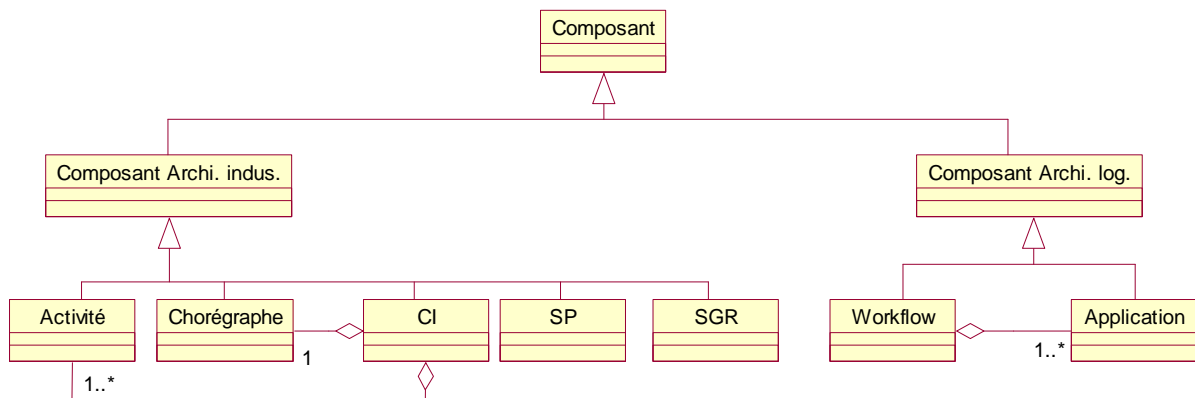 Composant
Composant Archi. indus.
Composant Archi. log.
Activité
Chorégraphe
CI
SP
SGR
Workflow
Application
1
1..*
1..*